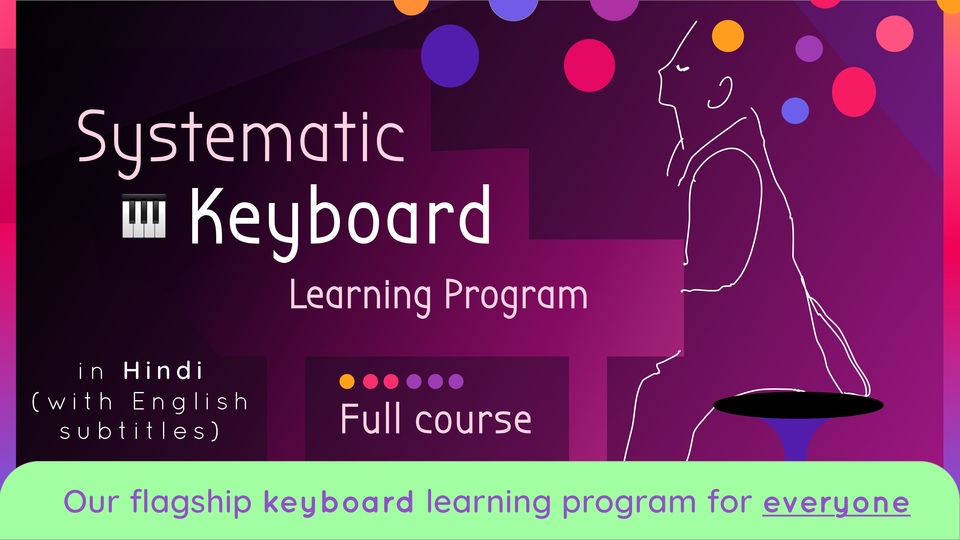 Systematic
Keyboard
Learning Program
in Hindi
(with English
subtitles)
Full course
Our flagship keyboard learning program for everyone